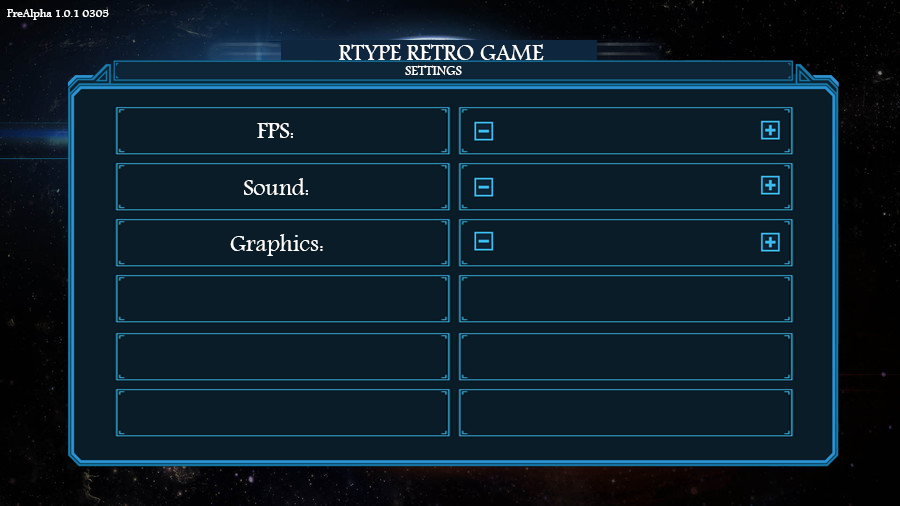 PreAlpha 1.0.1 0305
RTYPE RETRO GAME
SETTINGS
FPS:
Sound:
Graphics: